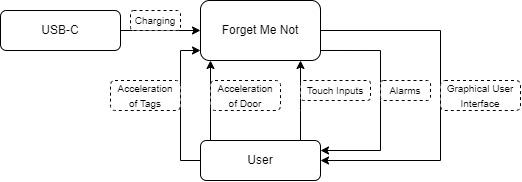 Charging
USB-C
Forget Me Not
Acceleration
of Tags
Acceleration
of Door
Touch Inputs
Alarms
Graphical User
Interface
User